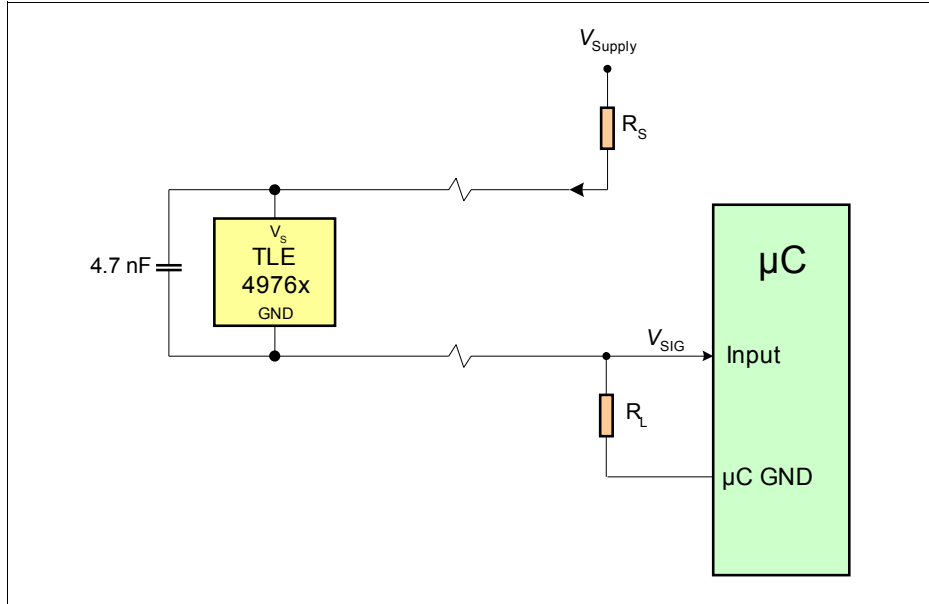 VSupply
RS
VS
TLE
4976x
GND
4.7 nF
µC
VSIG
Input
RL
µC GND